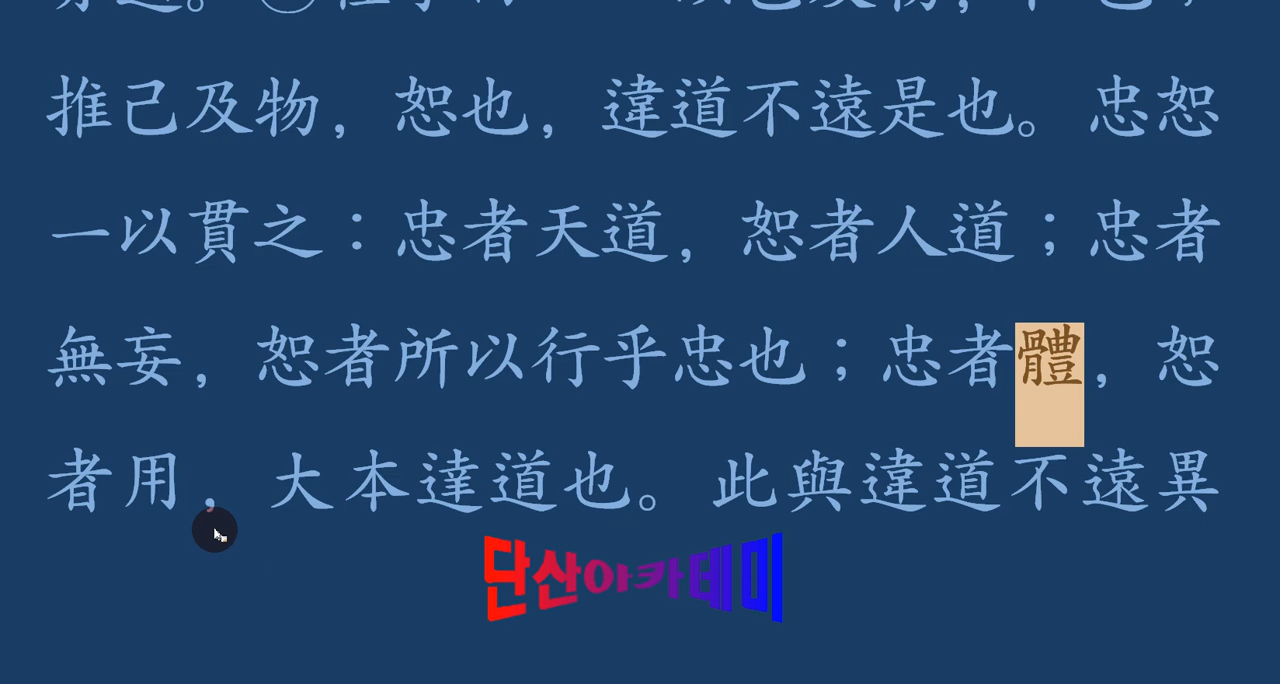 推己及物，恕也，違道不遠是也。忠恕
一以貫之：忠者天道，恕者人道；忠者
無妄，恕者所以行乎忠也；忠者體，恕
者用，大本達道也。此與違道不遠異
단산아카데미